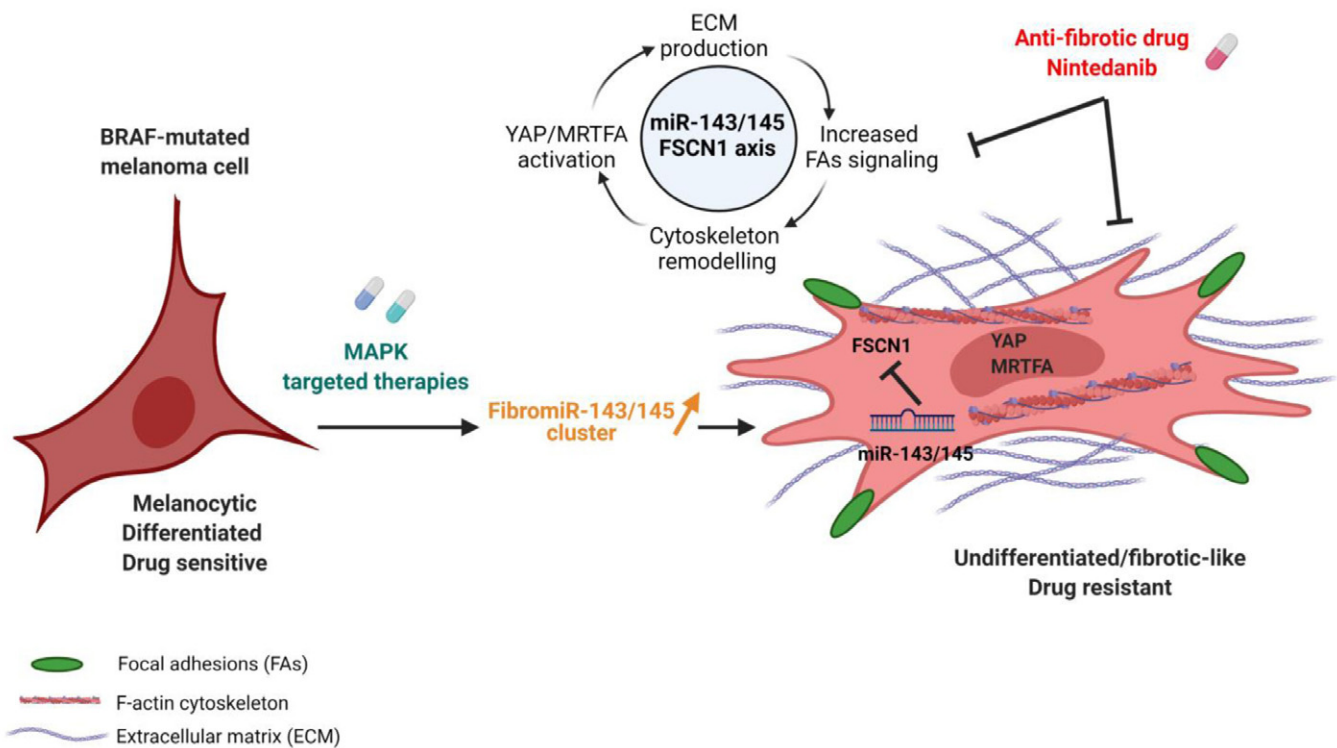 ECM
production
miR-143/145
FSCN1 axis
YAP/MRTFA
activation
Increased
FAs signaling
Cytoskeleton
remodelling
Anti-fibrotic drug
Nintedanib
BRAF-mutated
melanoma cell
MAPK
targeted therapies
FibromiR-143/145
cluster
Melanocytic
Differentiated
Drug sensitive
FSCN1
YAP
MRTFA
miR-143/145
Undifferentiated/fibrotic-like
Drug resistant
Focal adhesions (FAs)
F-actin cytoskeleton
Extracellular matrix (ECM)